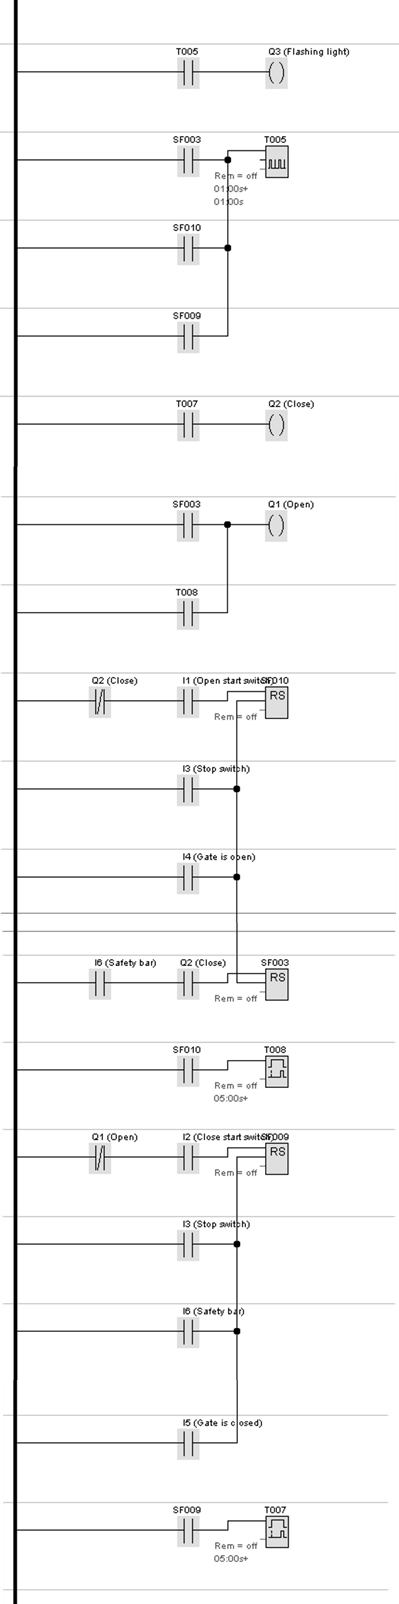 T005 Q3 (Flashing light)
SF003 T005
Rem = off
01:00s+
01:00s
SF010
SF009
T007 Q2 (Close)
SF003 Q1 (Open)
T008
Q2 (Close) I1 (Open start switch) SF010
RS
Rem = off
I3 (Stop switch)
I4 (Gate is open)
I6 (Safety bar) Q2 (Close) SF003
RS
Rem = off
SF010 T008
Rem = off
05:00s+
Q1 (Open) I2 (Close start switch) SF009
RS
Rem = off
I3 (Stop switch)
I6 (Safety bar)
I5 (Gate is closed)
SF009 T007
Rem = off
05:00s+